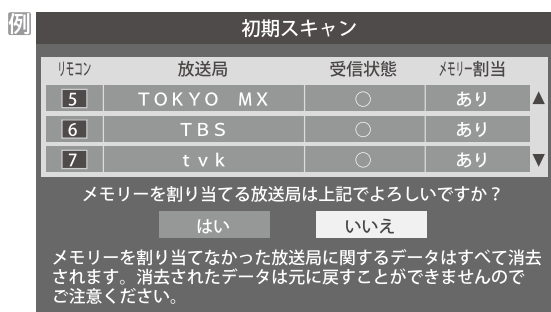 例
初期スキャン
リモコン 放送局 受信状態 メモリー割当
5 TOKYO MX ○ あり ▲
6 TBS ○ あり
7 tvk ○ あり ▼
メモリーを割り当てる放送局は上記でよろしいですか？
はい いいえ
メモリーを割り当てなかった放送局に関するデータはすべて消去
されます。消去されたデータは元に戻すことができませんので
ご注意ください。